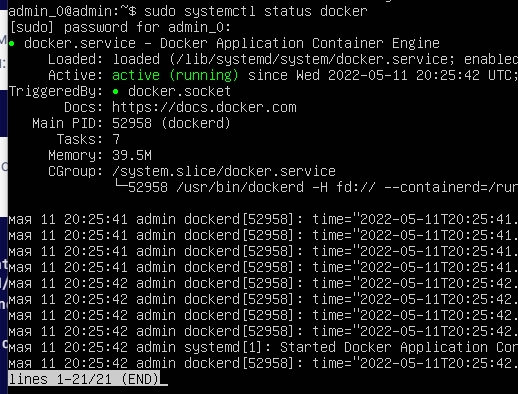 admin_0@admin:~$ sudo systemctl status docker
[sudo] password for admin_0:
● docker.service – Docker Application Container Engine
Loaded: loaded (/lib/systemd/system/docker.service; enabled
Active: active (running) since Wed 2022-05-11 20:25:42 UTC;
TriggeredBy: ● docker.socket
Docs: https://docs.docker.com
Main PID: 52958 (dockerd)
Tasks: 7
Memory: 39.5M
CGroup: /system.slice/docker.service
└─52958 /usr/bin/dockerd -H fd:// --containerd=/run
мая 11 20:25:41 admin dockerd[52958]: time="2022-05-11T20:25:41.
мая 11 20:25:41 admin dockerd[52958]: time="2022-05-11T20:25:41.
мая 11 20:25:41 admin dockerd[52958]: time="2022-05-11T20:25:41.
мая 11 20:25:42 admin dockerd[52958]: time="2022-05-11T20:25:42.
мая 11 20:25:42 admin dockerd[52958]: time="2022-05-11T20:25:42.
мая 11 20:25:42 admin dockerd[52958]: time="2022-05-11T20:25:42.
мая 11 20:25:42 admin dockerd[52958]: time="2022-05-11T20:25:42.
мая 11 20:25:42 admin dockerd[52958]: time="2022-05-11T20:25:42.
мая 11 20:25:42 admin systemd[1]: Started Docker Application Con
мая 11 20:25:42 admin dockerd[52958]: time="2022-05-11T20:25:42.
lines 1-21/21 (END)